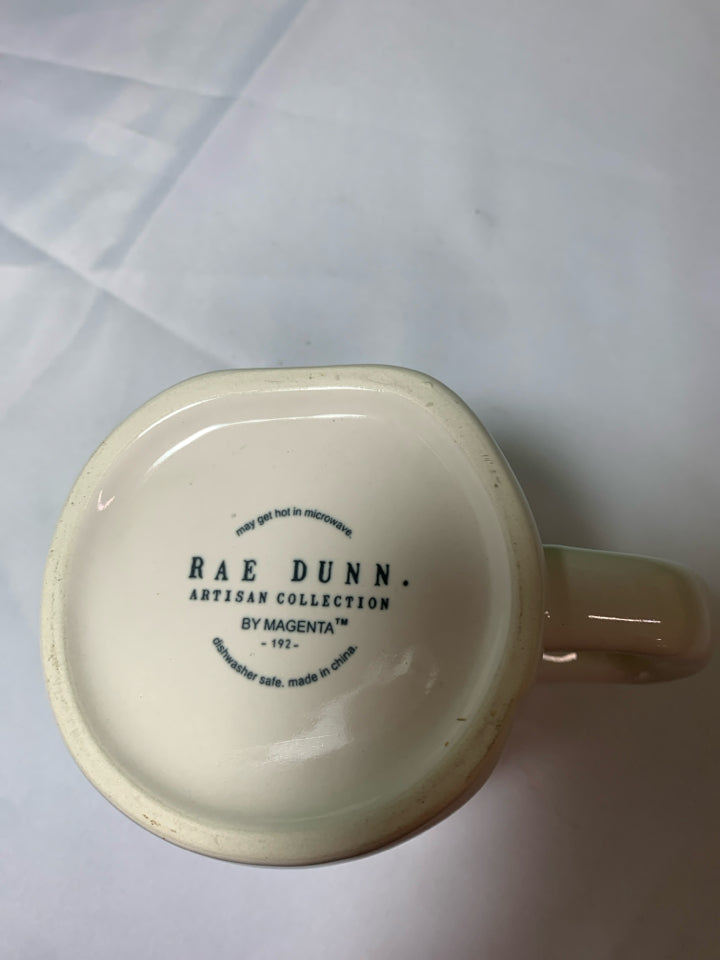 may get hot in microwave.
RAE DUNN.
ARTISAN COLLECTION
BY MAGENTA™
-192-
dishwasher safe. made in china.